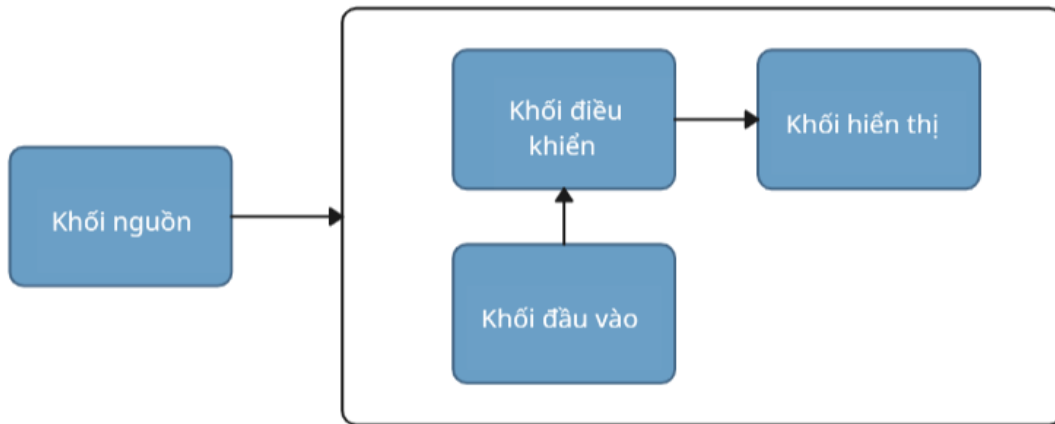 Khối điều
khiển
Khối hiển thị
Khối nguồn
Khối đầu vào